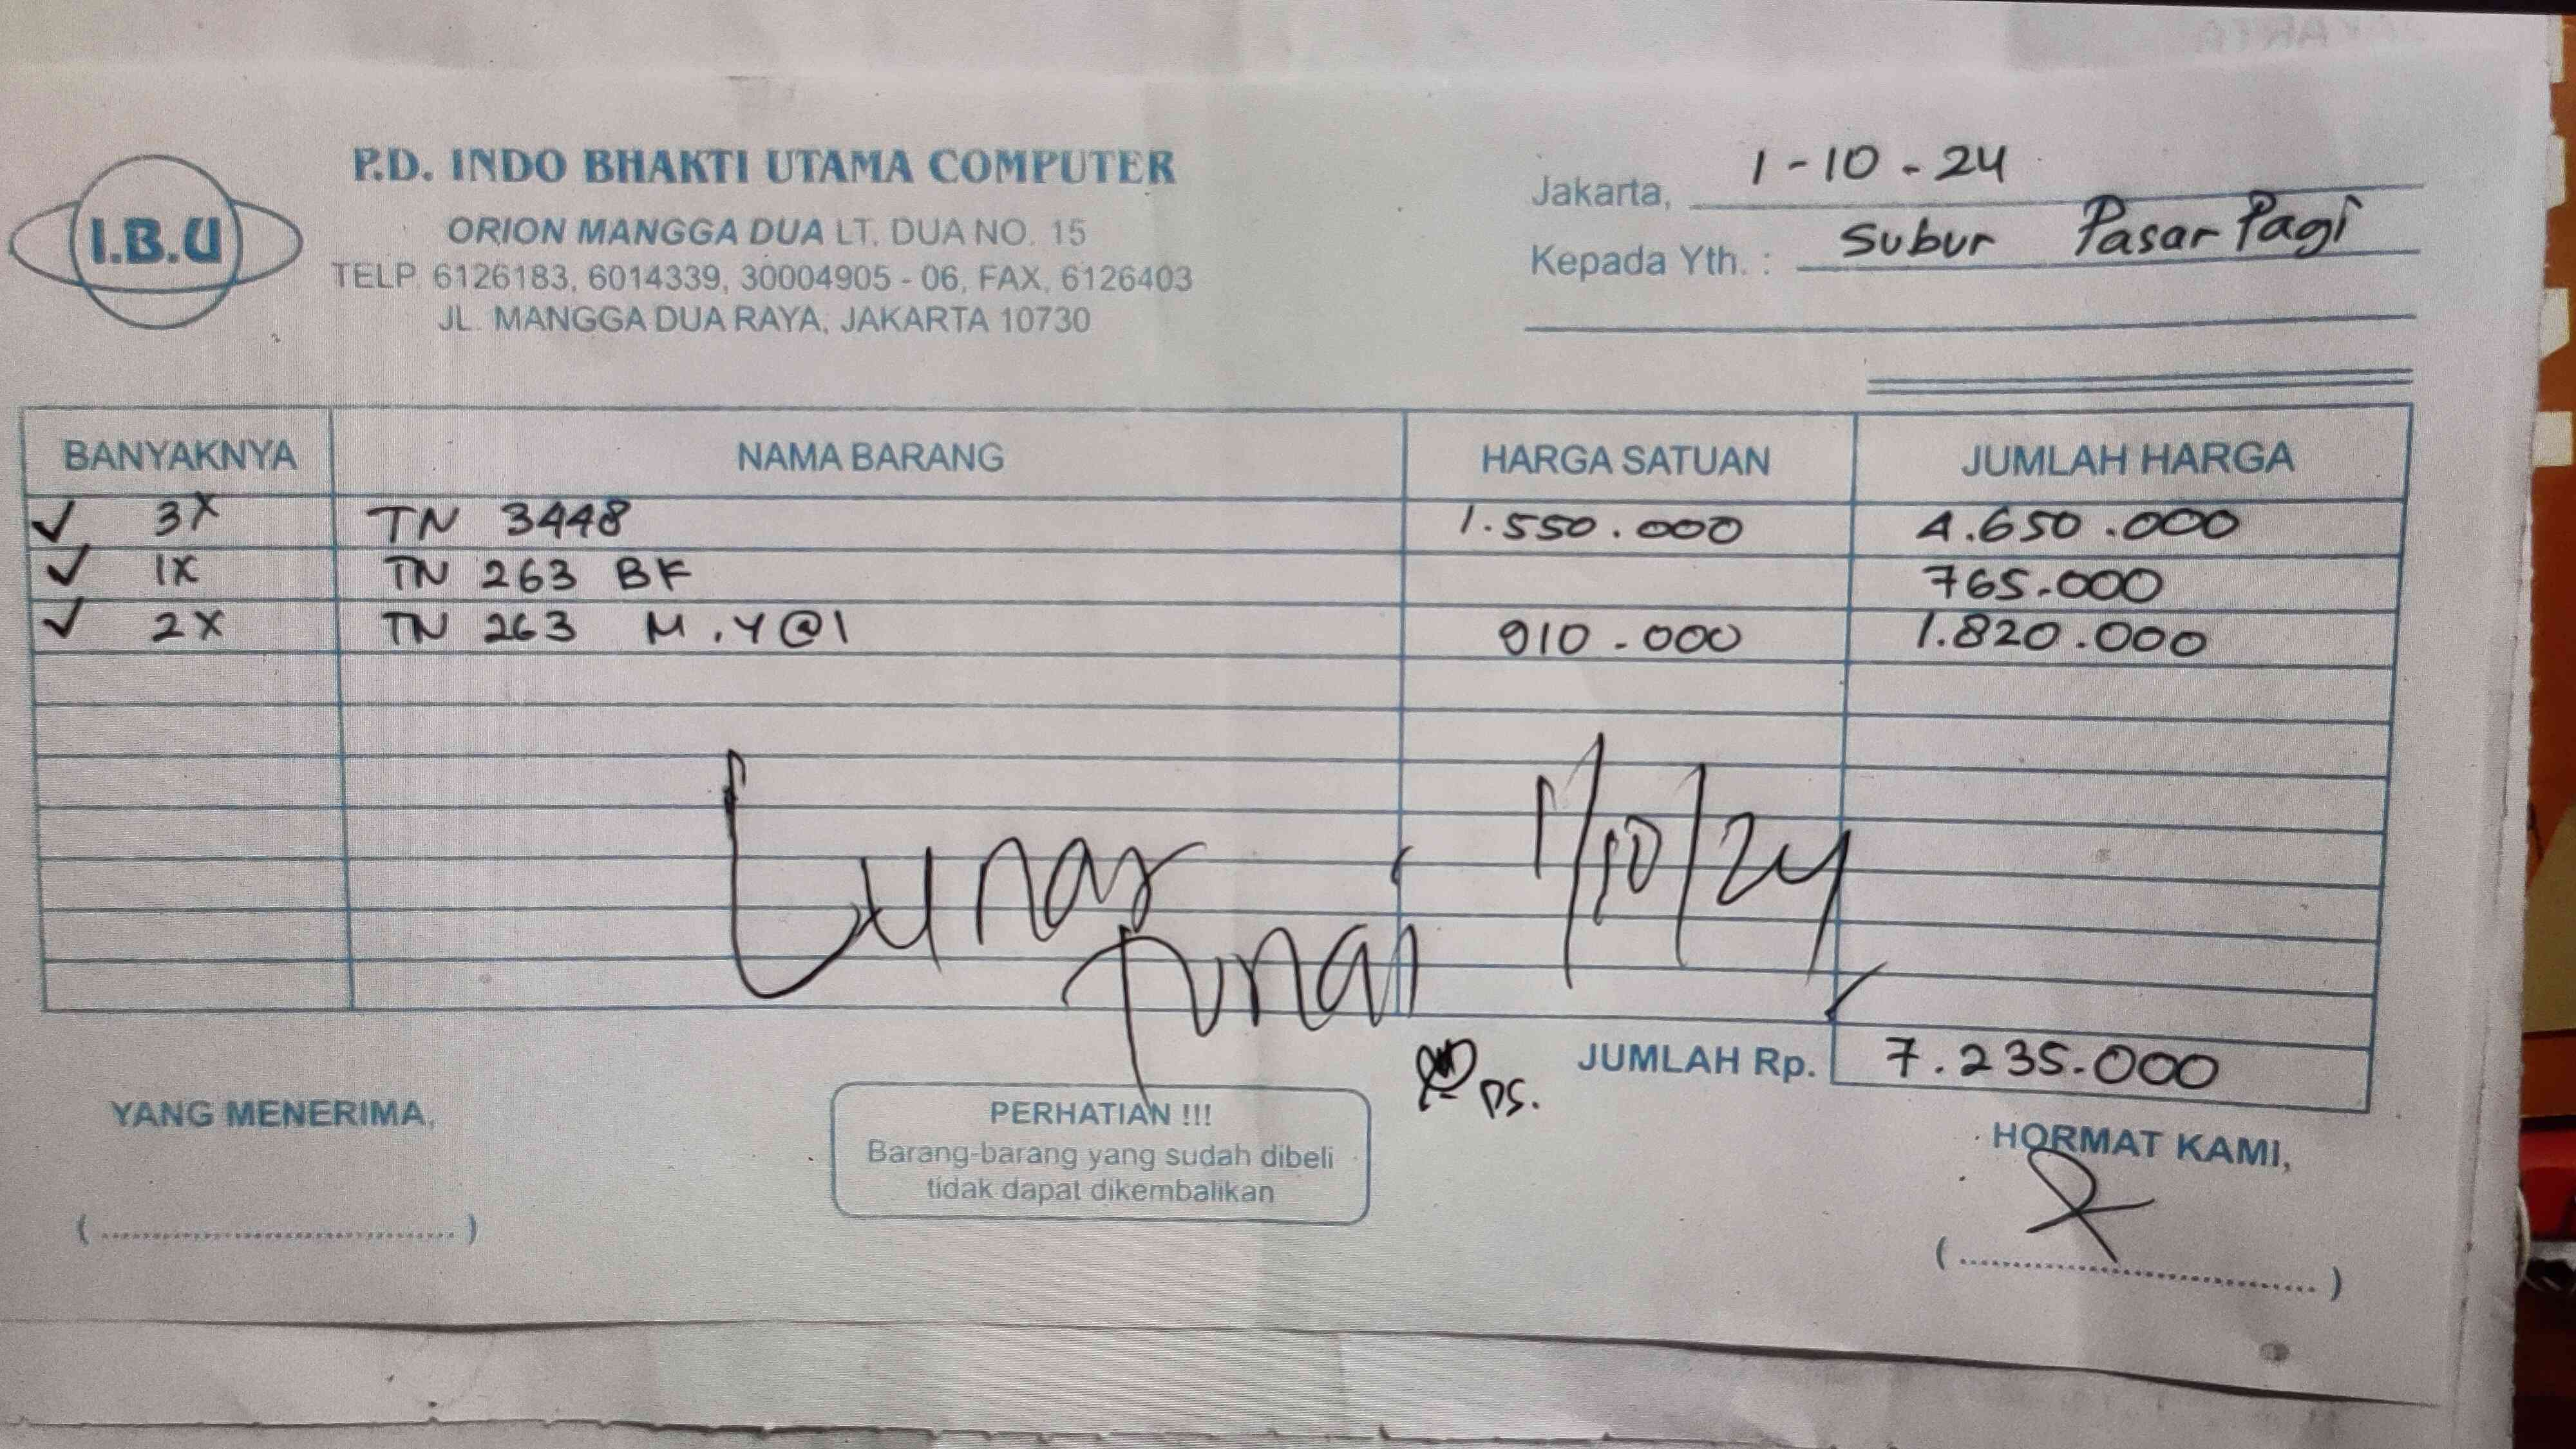 I.B.U
P.D. INDO BHAKTI UTAMA COMPUTER
ORION MANGGA DUA LT. DUA NO. 15
TELP. 6126183, 6014339, 30004905 - 06, FAX, 6126403
JL. MANGGA DUA RAYA, JAKARTA 10730
Jakarta, 1-10-24
Kepada Yth. : Subur Pasar Pagi
BANYAKNYA NAMA BARANG HARGA SATUAN JUMLAH HARGA
3x TN 3448 1.550.000 4.650.000
1x TN 263 BK 765.000
2x TN 263 M.Y@1 910.000 1.820.000
Lunas 1/10/24
Tunai
JUMLAH Rp. 7.235.000
YANG MENERIMA,
PERHATIAN !!!
Barang-barang yang sudah dibeli
tidak dapat dikembalikan
HORMAT KAMI,